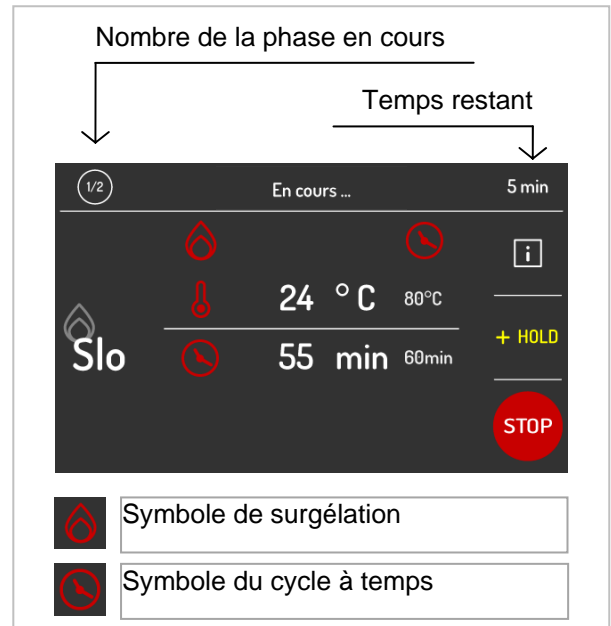 Nombre de la phase en cours
Temps restant
1/2 En cours ... 5 min
i
24 °C 80°C
+ HOLD
Slo 55 min 60min
STOP
Symbole de surgélation
Symbole du cycle à temps